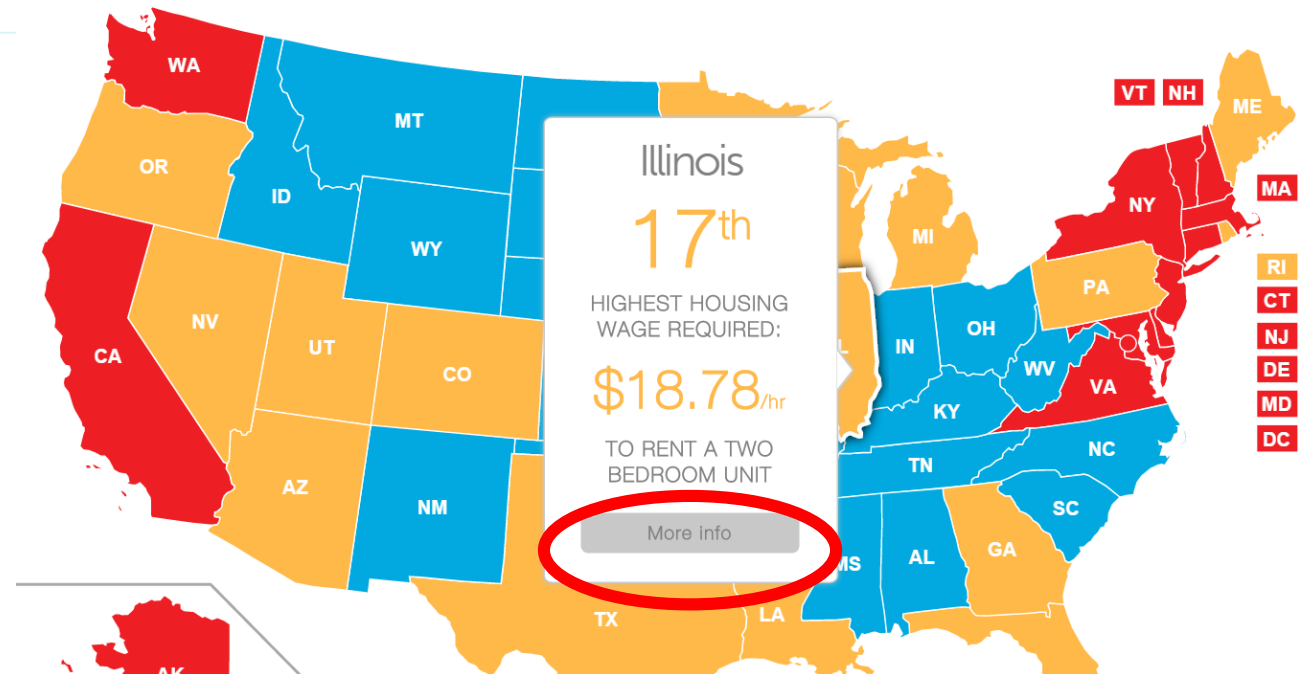 WA
MT
OR
ID
WY
NV
UT
CO
CA
AZ
NM
Illinois
17th
HIGHEST HOUSING
WAGE REQUIRED:
$18.78/hr
TO RENT A TWO
BEDROOM UNIT
More info
TX
LA
MS
AL
GA
SC
NC
TN
KY
VA
WV
OH
IN
MI
PA
NY
ME
VT NH
MA
RI
CT
NJ
DE
MD
DC
AK